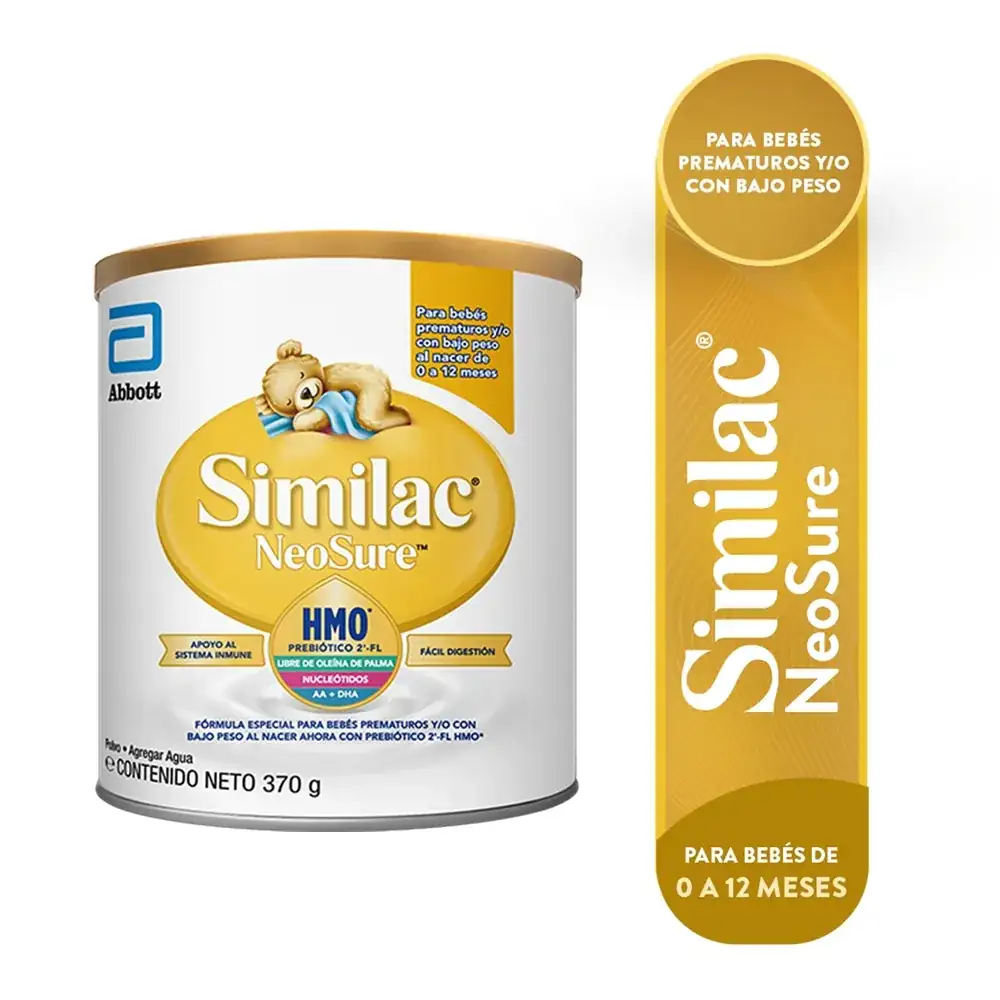 Abbott
Para bebés
prematuros y/o
con bajo peso
al nacer de
0 a 12 meses
Similac®
NeoSure™
HMO*
PREBIÓTICO 2'-FL
APOYO AL
SISTEMA INMUNE
FÁCIL DIGESTIÓN
LIBRE DE OLEÍNA DE PALMA
NUCLEÓTIDOS
AA + DHA
FÓRMULA ESPECIAL PARA BEBÉS PREMATUROS Y/O CON
BAJO PESO AL NACER AHORA CON PREBIÓTICO 2'-FL HMO*
Polvo • Agregar Agua
℮ CONTENIDO NETO 370 g
PARA BEBÉS
PREMATUROS Y/O
CON BAJO PESO
Similac®
NeoSure
PARA BEBÉS DE
0 A 12 MESES